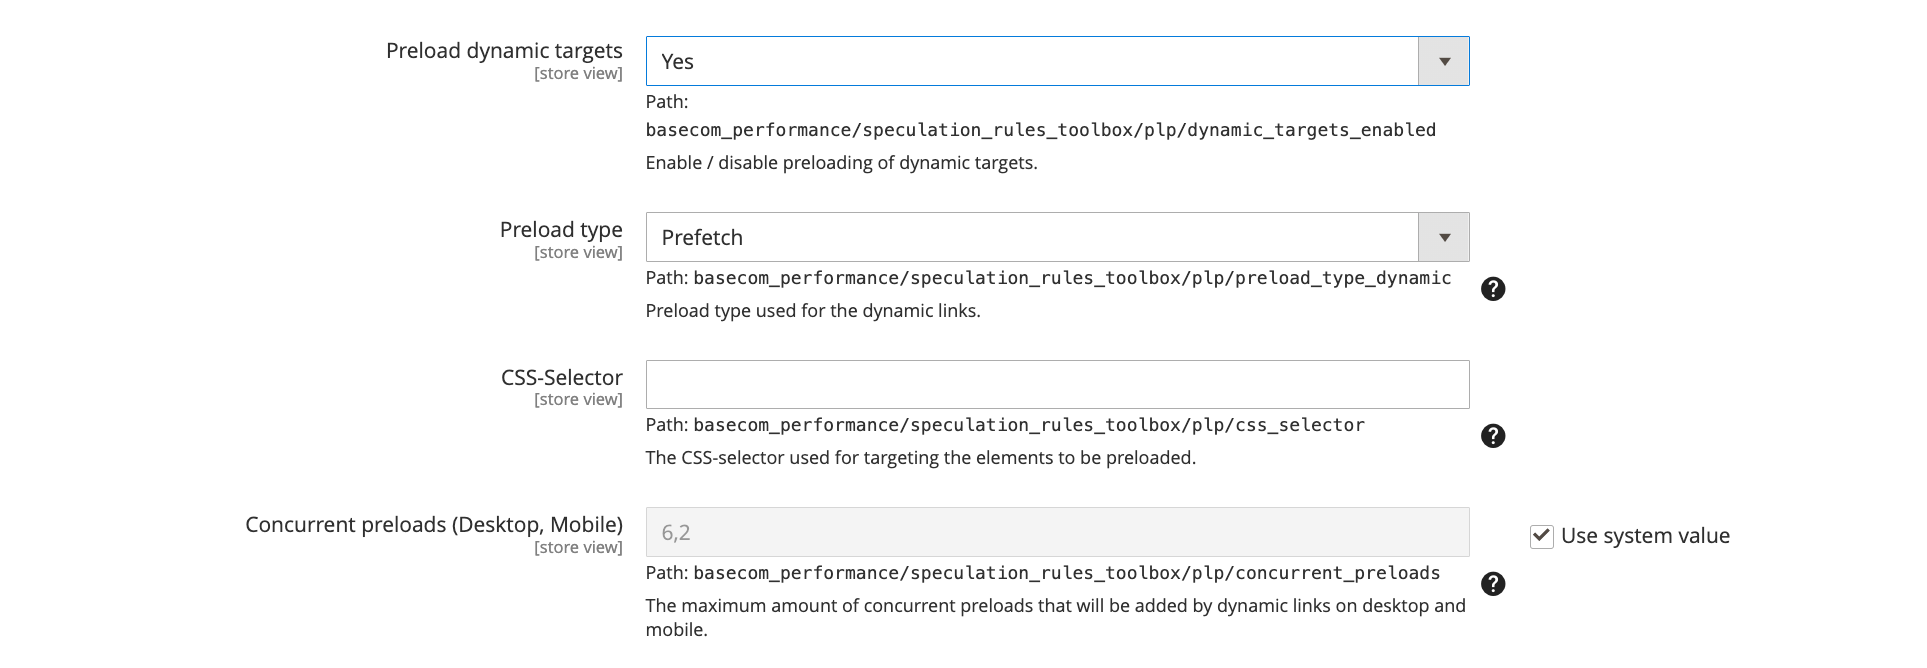 Preload dynamic targets
[store view]
Yes
Path:
basecom_performance/speculation_rules_toolbox/plp/dynamic_targets_enabled
Enable / disable preloading of dynamic targets.
Preload type
[store view]
Prefetch
Path: basecom_performance/speculation_rules_toolbox/plp/preload_type_dynamic
Preload type used for the dynamic links.
CSS-Selector
[store view]
Path: basecom_performance/speculation_rules_toolbox/plp/css_selector
The CSS-selector used for targeting the elements to be preloaded.
Concurrent preloads (Desktop, Mobile)
[store view]
6,2
Use system value
Path: basecom_performance/speculation_rules_toolbox/plp/concurrent_preloads
The maximum amount of concurrent preloads that will be added by dynamic links on desktop and
mobile.